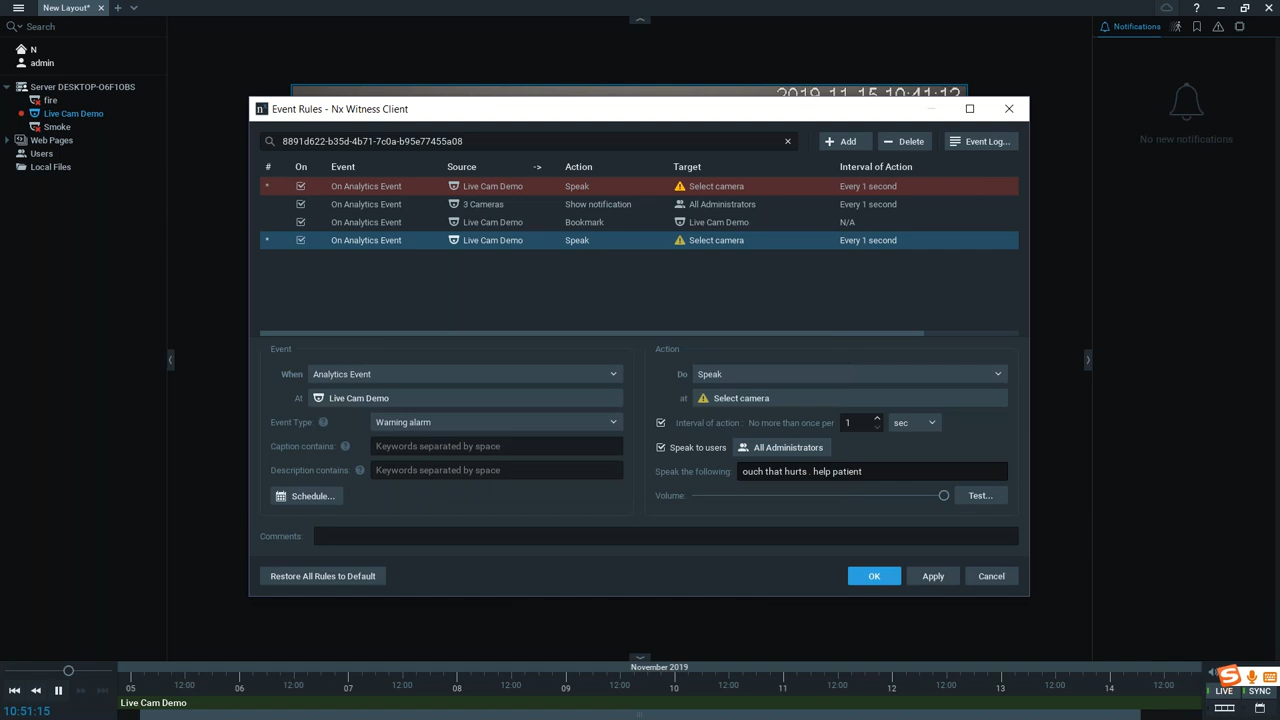 New Layout*
Search
Notifications
N
admin
Server DESKTOP-O6F1OBS
fire
Live Cam Demo
Smoke
Web Pages
Users
Local Files
No new notifications
2019-11-15 10:41:12
Event Rules - Nx Witness Client
8891d622-b35d-4b71-7c0a-b95e77455a08
Add
Delete
Event Log...
# On Event Source -> Action Target Interval of Action
* On Analytics Event Live Cam Demo Speak Select camera Every 1 second
On Analytics Event 3 Cameras Show notification All Administrators Every 1 second
On Analytics Event Live Cam Demo Bookmark Live Cam Demo N/A
* On Analytics Event Live Cam Demo Speak Select camera Every 1 second
Event
When Analytics Event
At Live Cam Demo
Event Type: ? Warning alarm
Caption contains: ? Keywords separated by space
Description contains: ? Keywords separated by space
Schedule...
Action
Do Speak
at Select camera
Interval of action : No more than once per 1 sec
Speak to users All Administrators
Speak the following: ouch that hurts . help patient
Volume: Test...
Comments:
Restore All Rules to Default
OK
Apply
Cancel
November 2019
05 12:00 06 12:00 07 12:00 08 12:00 09 12:00 10 12:00 11 12:00 12 12:00 13 12:00 14 12:00
Live Cam Demo
10:51:15
LIVE
SYNC